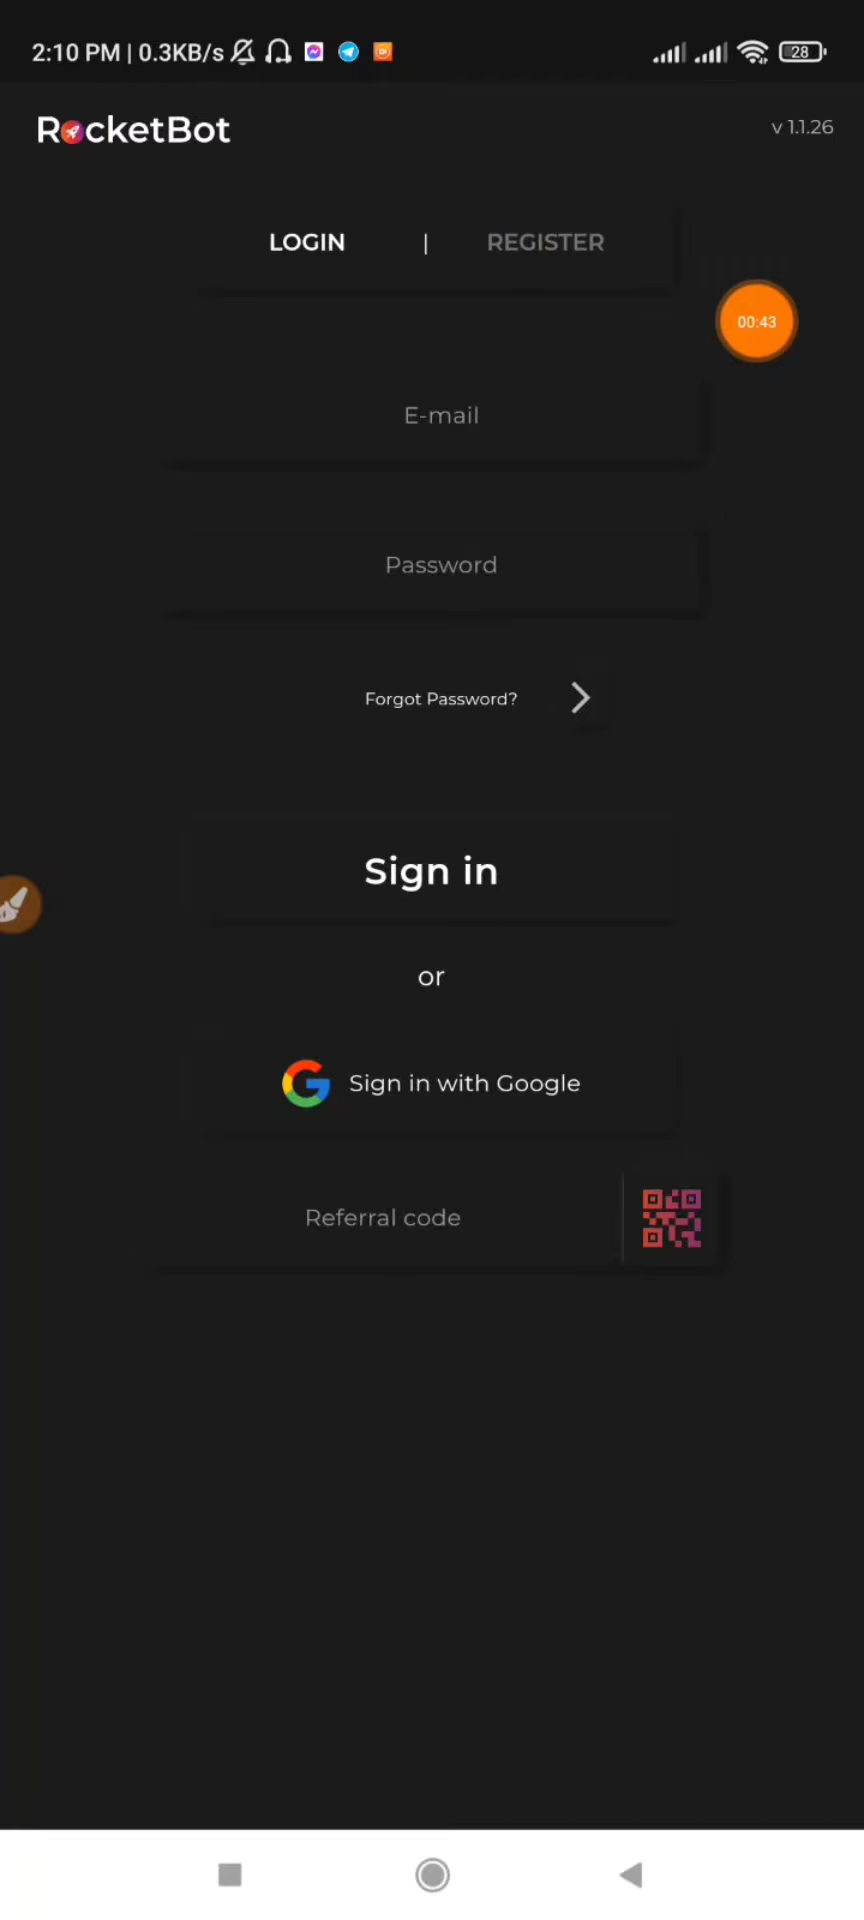 2:10 PM | 0.3KB/s 28
RocketBot v 1.1.26
LOGIN | REGISTER
00:43
E-mail
Password
Forgot Password?
Sign in
or
Sign in with Google
Referral code